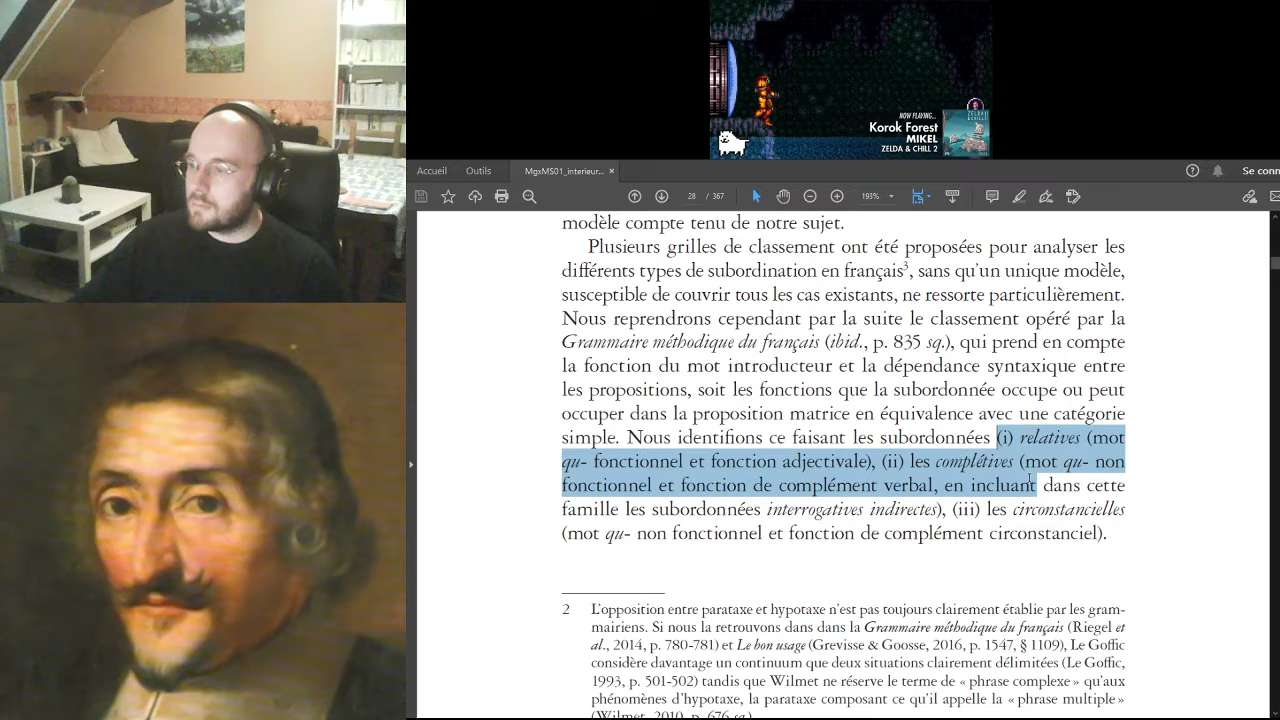 NOW PLAYING...
Korok Forest
MIKEL
ZELDA & CHILL 2
Accueil Outils MgxMS01_interieur... × Se conn
28 / 367 193%
modèle compte tenu de notre sujet.
Plusieurs grilles de classement ont été proposées pour analyser les
différents types de subordination en français³, sans qu'un unique modèle,
susceptible de couvrir tous les cas existants, ne ressorte particulièrement.
Nous reprendrons cependant par la suite le classement opéré par la
Grammaire méthodique du français (ibid., p. 835 sq.), qui prend en compte
la fonction du mot introducteur et la dépendance syntaxique entre
les propositions, soit les fonctions que la subordonnée occupe ou peut
occuper dans la proposition matrice en équivalence avec une catégorie
simple. Nous identifions ce faisant les subordonnées (i) relatives (mot
qu- fonctionnel et fonction adjectivale), (ii) les complétives (mot qu- non
fonctionnel et fonction de complément verbal, en incluant dans cette
famille les subordonnées interrogatives indirectes), (iii) les circonstancielles
(mot qu- non fonctionnel et fonction de complément circonstanciel).
2 L'opposition entre parataxe et hypotaxe n'est pas toujours clairement établie par les gram-
mairiens. Si nous la retrouvons dans dans la Grammaire méthodique du français (Riegel et
al., 2014, p. 780-781) et Le bon usage (Grevisse & Goosse, 2016, p. 1547, § 1109), Le Goffic
considère davantage un continuum que deux situations clairement délimitées (Le Goffic,
1993, p. 501-502) tandis que Wilmet ne réserve le terme de « phrase complexe » qu'aux
phénomènes d'hypotaxe, la parataxe composant ce qu'il appelle la « phrase multiple »
(Wilmet, 2010, p. 676 sq.).